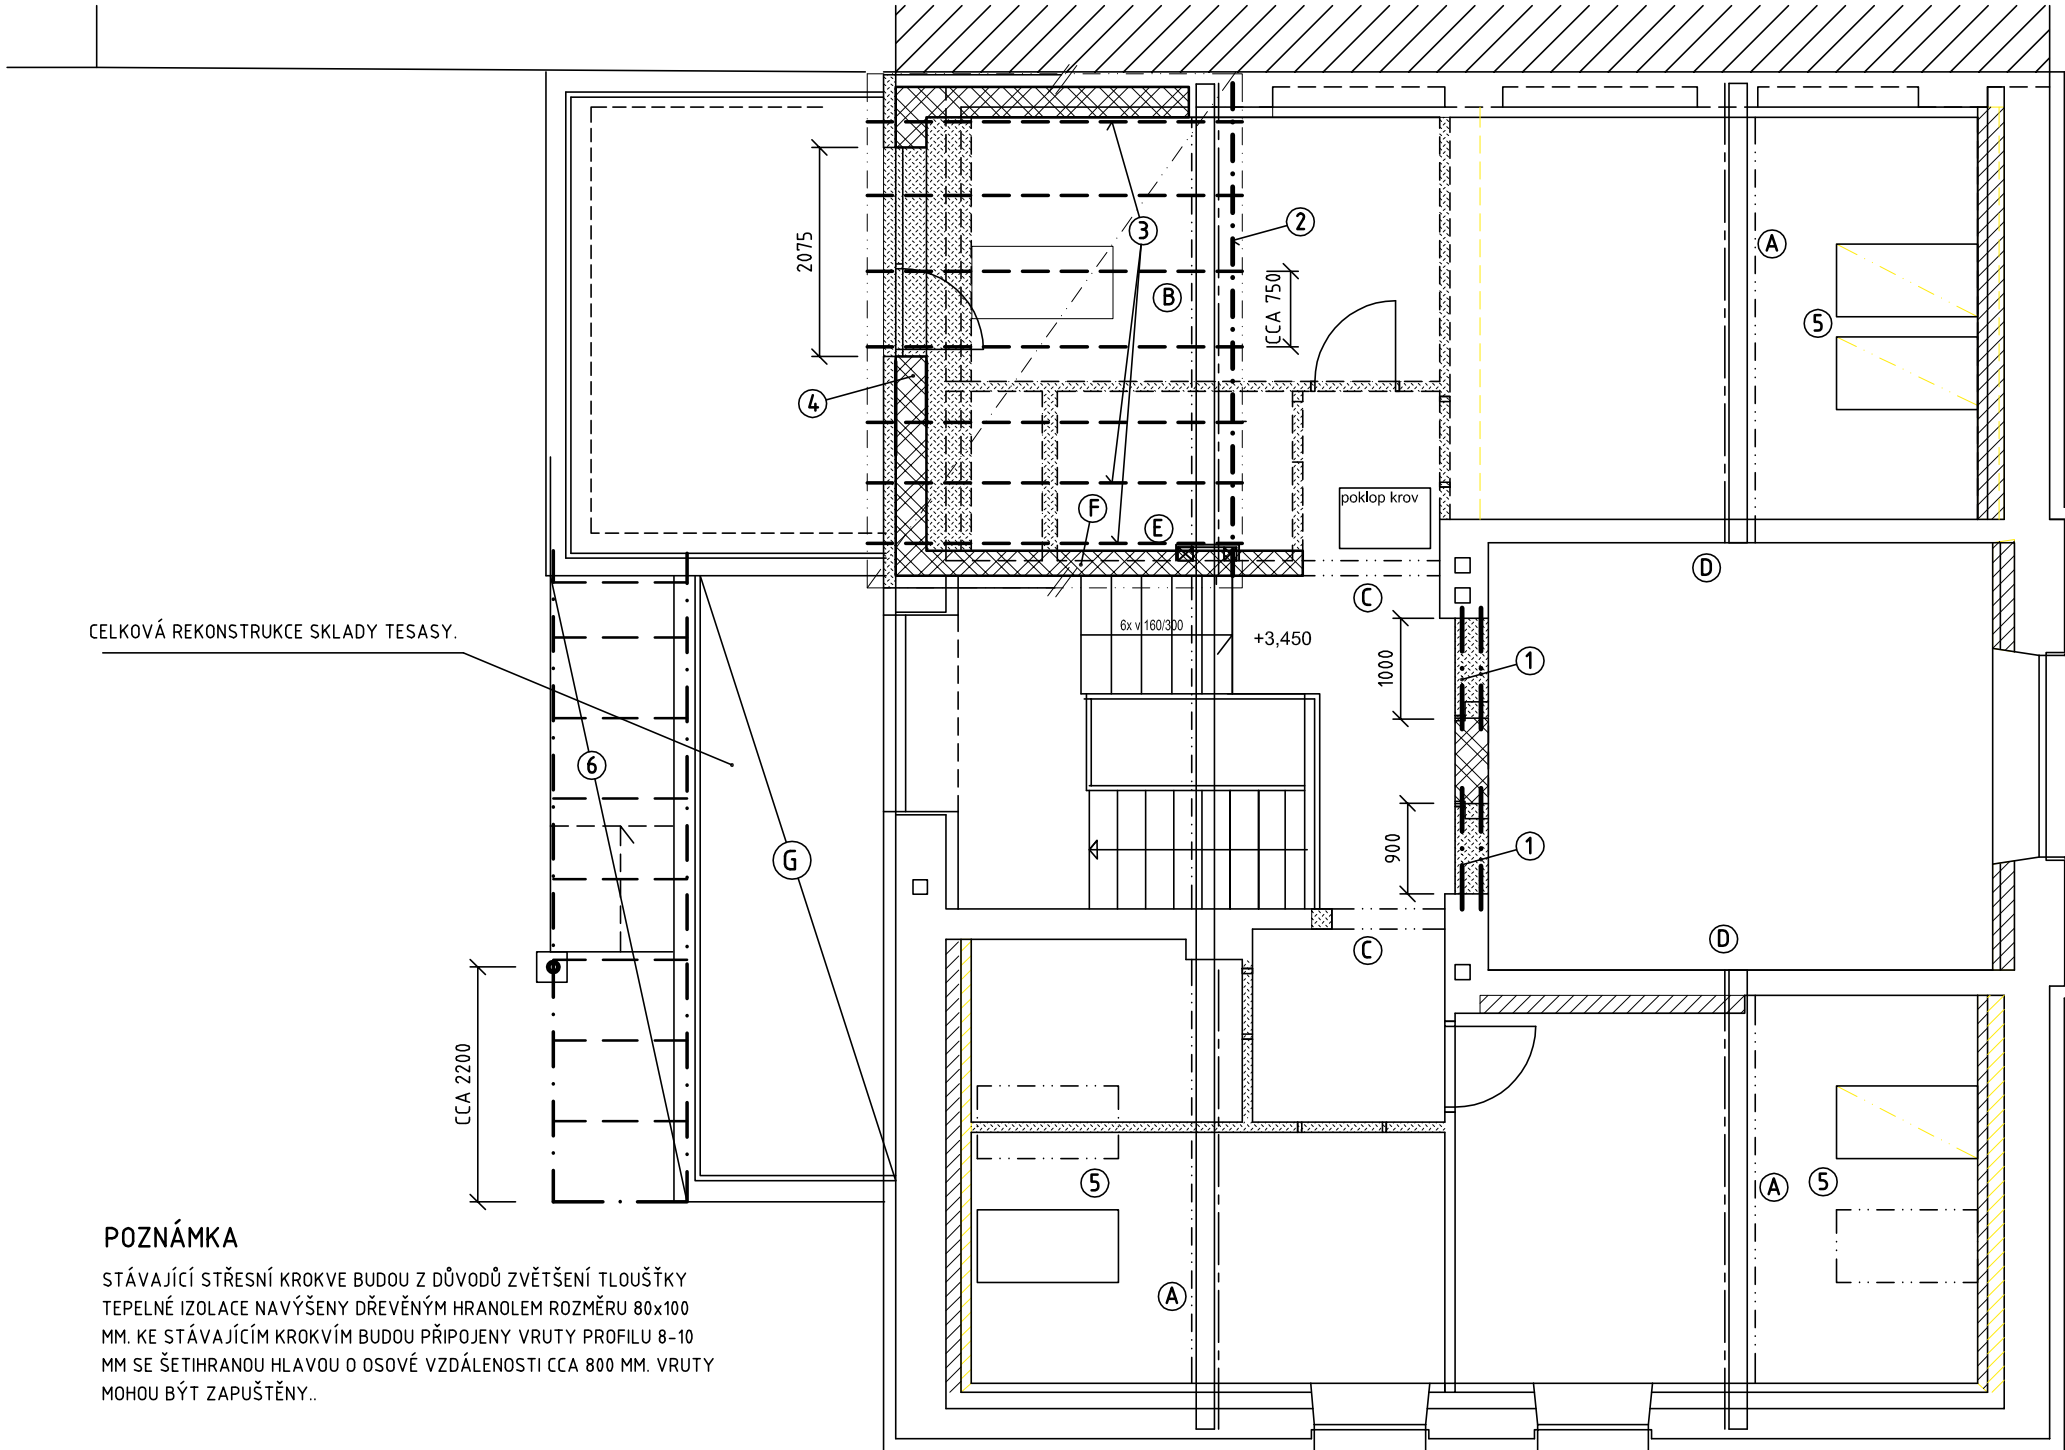 2
3
A
2075
B
CCA 750
5
4
poklop krov
F
E
D
C
CELKOVÁ REKONSTRUKCE SKLADY TESASY.
6x v 160/300
+3,450
1000
1
6
900
1
G
D
C
CCA 2200
5
A
5
A
POZNÁMKA
STÁVAJÍCÍ STŘESNÍ KROKVE BUDOU Z DŮVODŮ ZVĚTŠENÍ TLOUŠŤKY
TEPELNÉ IZOLACE NAVÝŠENY DŘEVĚNÝM HRANOLEM ROZMĚRU 80x100
MM. KE STÁVAJÍCÍM KROKVÍM BUDOU PŘIPOJENY VRUTY PROFILU 8-10
MM SE ŠETIHRANOU HLAVOU O OSOVÉ VZDÁLENOSTI CCA 800 MM. VRUTY
MOHOU BÝT ZAPUŠTĚNY..